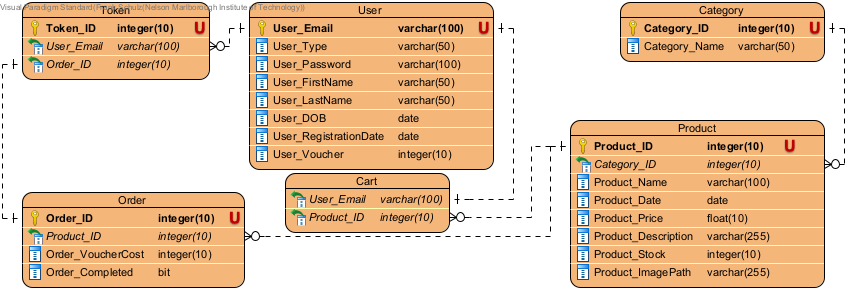 Visual Paradigm Standard(Frank Schulz(Nelson Marlborough Institute of Technology))
Token
Token_ID integer(10) U
User_Email varchar(100)
Order_ID integer(10)
User
User_Email varchar(100) U
User_Type varchar(50)
User_Password varchar(100)
User_FirstName varchar(50)
User_LastName varchar(50)
User_DOB date
User_RegistrationDate date
User_Voucher integer(10)
Category
Category_ID integer(10) U
Category_Name varchar(50)
Product
Product_ID integer(10) U
Category_ID integer(10)
Product_Name varchar(100)
Product_Date date
Product_Price float(10)
Product_Description varchar(255)
Product_Stock integer(10)
Product_ImagePath varchar(255)
Cart
User_Email varchar(100)
Product_ID integer(10)
Order
Order_ID integer(10) U
Product_ID integer(10)
Order_VoucherCost integer(10)
Order_Completed bit